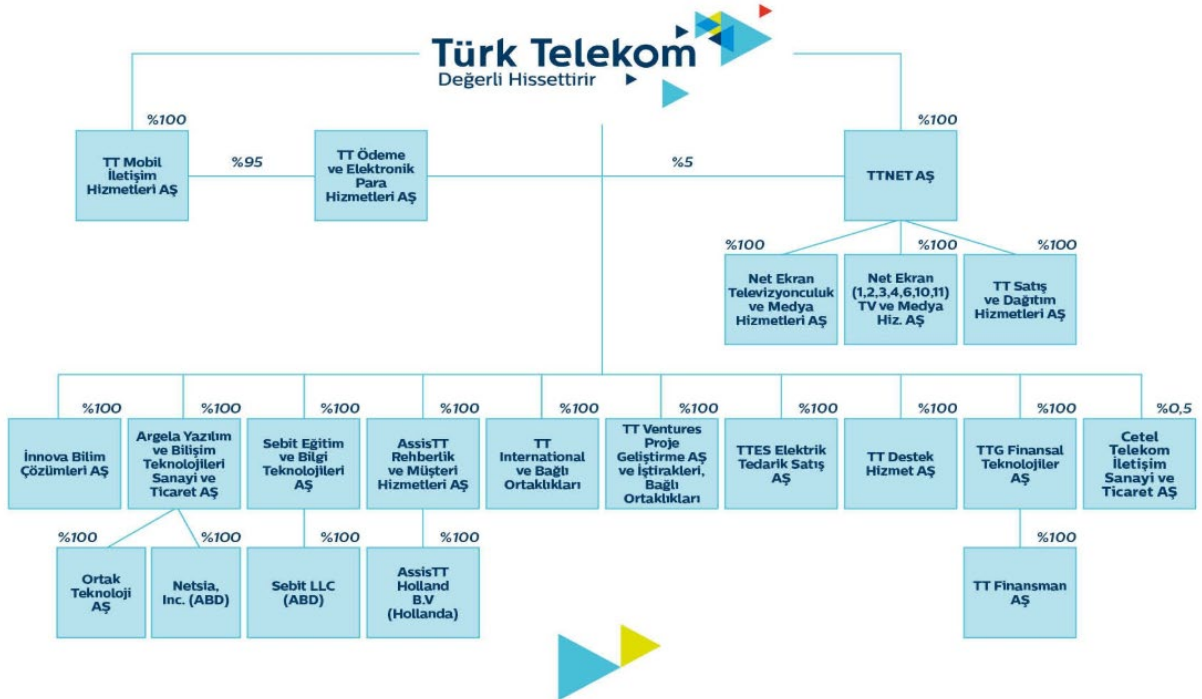 Türk Telekom
Değerli Hissettirir
%100
%100
TT Mobil
İletişim
Hizmetleri AŞ
%95
TT Ödeme
ve Elektronik
Para
Hizmetleri AŞ
%5
TTNET AŞ
%100
%100
%100
Net Ekran
Televizyonculuk
ve Medya
Hizmetleri AŞ
Net Ekran
(1,2,3,4,6,10,11)
TV ve Medya
Hiz. AŞ
TT Satış
ve Dağıtım
Hizmetleri AŞ
%100
%100
%100
%100
%100
%100
%100
%100
%100
%0,5
İnnova Bilim
Çözümleri AŞ
Argela Yazılım
ve Bilişim
Teknolojileri
Sanayi ve
Ticaret AŞ
Sebit Eğitim
ve Bilgi
Teknolojileri
AŞ
AssisTT
Rehberlik
ve Müşteri
Hizmetleri AŞ
TT
International
ve Bağlı
Ortaklıkları
TT Ventures
Proje
Geliştirme AŞ
ve İştirakleri,
Bağlı
Ortaklıkları
TTES Elektrik
Tedarik Satış
AŞ
TT Destek
Hizmet AŞ
TTG Finansal
Teknolojiler
AŞ
Cetel
Telekom
İletişim
Sanayi ve
Ticaret AŞ
%100
%100
%100
%100
%100
Ortak
Teknoloji
AŞ
Netsia,
Inc. (ABD)
Sebit LLC
(ABD)
AssisTT
Holland
B.V
(Hollanda)
TT Finansman
AŞ